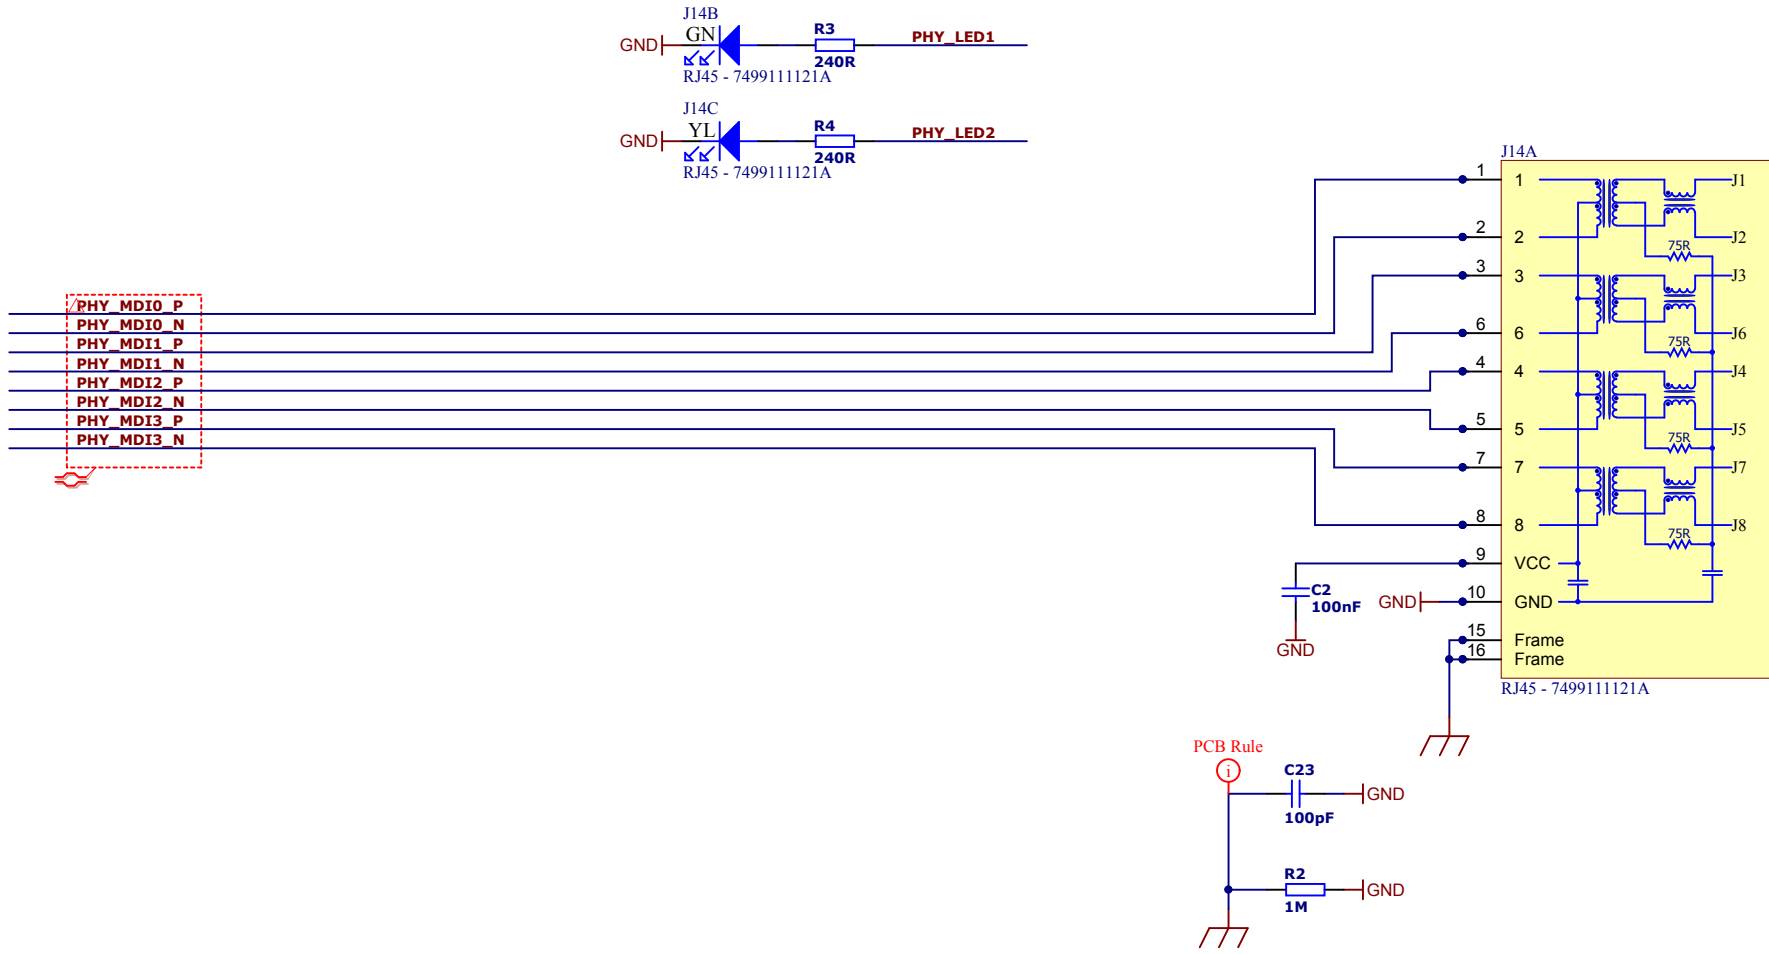 J14B
GN
GND
R3
240R
PHY_LED1
RJ45 - 7499111121A
J14C
YL
GND
R4
240R
PHY_LED2
RJ45 - 7499111121A
PHY_MDI0_P
PHY_MDI0_N
PHY_MDI1_P
PHY_MDI1_N
PHY_MDI2_P
PHY_MDI2_N
PHY_MDI3_P
PHY_MDI3_N
J14A
1 1 J1
2 2 J2
75R
3 3 J3
6 6 J6
75R
4 4 J4
5 5 J5
75R
7 7 J7
8 8 J8
75R
9 VCC
C2
100nF
GND
GND 10 GND
15 Frame
16 Frame
RJ45 - 7499111121A
PCB Rule
i
C23
100pF
GND
R2
1M
GND